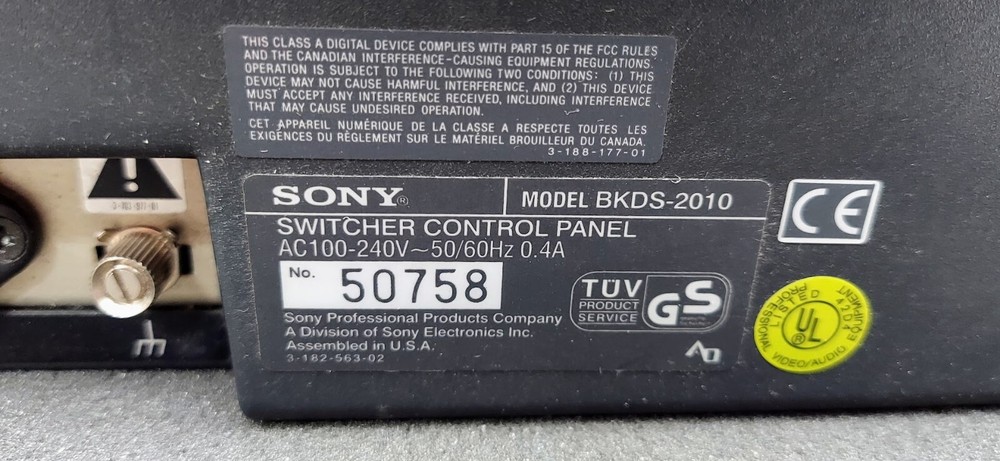 THIS CLASS A DIGITAL DEVICE COMPLIES WITH PART 15 OF THE FCC RULES
AND THE CANADIAN INTERFERENCE-CAUSING EQUIPMENT REGULATIONS.
OPERATION IS SUBJECT TO THE FOLLOWING TWO CONDITIONS: (1) THIS
DEVICE MAY NOT CAUSE HARMFUL INTERFERENCE, AND (2) THIS DEVICE
MUST ACCEPT ANY INTERFERENCE RECEIVED, INCLUDING INTERFERENCE
THAT MAY CAUSE UNDESIRED OPERATION.
CET APPAREIL NUMÉRIQUE DE LA CLASSE A RESPECTE TOUTES LES
EXIGENCES DU RÈGLEMENT SUR LE MATÉRIEL BROUILLEUR DU CANADA.
3-188-177-01
SONY®
MODEL BKDS-2010
SWITCHER CONTROL PANEL
AC100-240V~50/60Hz 0.4A
No. 50758
TÜV
PRODUCT
SERVICE
GS
Sony Professional Products Company
A Division of Sony Electronics Inc.
Assembled in U.S.A.
3-182-563-02
CE
LISTED 42D4
UL®
PROFESSIONAL VIDEO/AUDIO EQUIPMENT